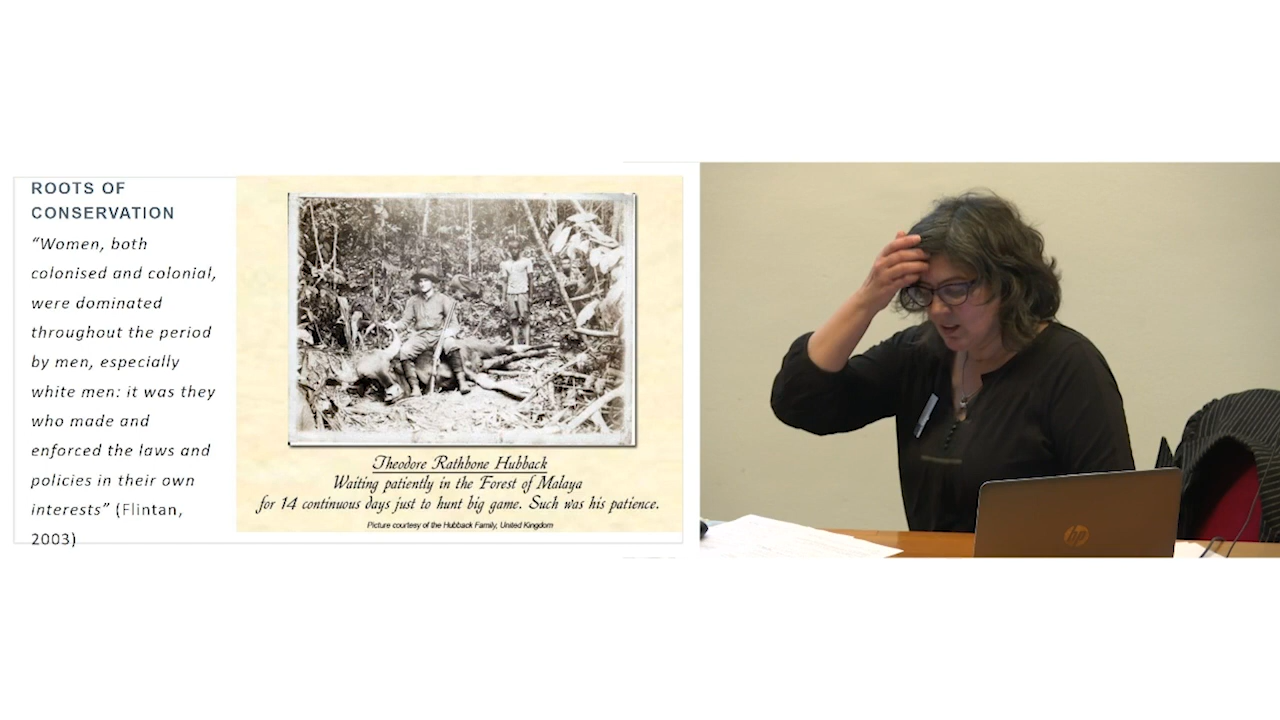 ROOTS OF
CONSERVATION
“Women, both
colonised and colonial,
were dominated
throughout the period
by men, especially
white men: it was they
who made and
enforced the laws and
policies in their own
interests” (Flintan,
2003)
Theodore Rathbone Hubback
Waiting patiently in the Forest of Malaya
for 14 continuous days just to hunt big game. Such was his patience.
Picture courtesy of the Hubback Family, United Kingdom
hp